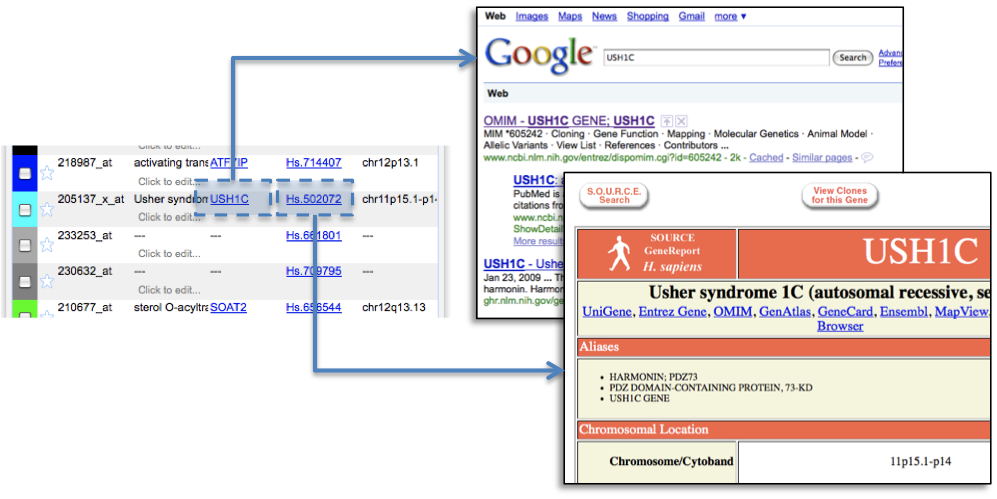 218987_at activating trans ATF7IP Hs.714407 chr12p13.1
Click to edit...
205137_x_at Usher syndrom USH1C Hs.502072 chr11p15.1-p14
Click to edit...
233253_at --- --- Hs.661801 ---
Click to edit...
230632_at --- --- Hs.709795 ---
Click to edit...
210677_at sterol O-acyltra SOAT2 Hs.656544 chr12q13.13
Web Images Maps News Shopping Gmail more ▼
Google USH1C Search Advan
Prefere
Web
OMIM - USH1C GENE; USH1C
MIM *605242 · Cloning · Gene Function · Mapping · Molecular Genetics · Animal Model ·
Allelic Variants · View List · References · Contributors ...
www.ncbi.nlm.nih.gov/entrez/dispomim.cgi?id=605242 - 2k - Cached - Similar pages -
USH1C: a
PubMed is a
citations fro
www.ncbi.n
ShowDetail
More result
USH1C - Ushe
Jan 23, 2009 ... Th
harmonin. Harmon
ghr.nlm.nih.gov/ge
S.O.U.R.C.E.
Search
View Clones
for this Gene
SOURCE
GeneReport
H. sapiens
USH1C
Usher syndrome 1C (autosomal recessive, se
UniGene, Entrez Gene, OMIM, GenAtlas, GeneCard, Ensembl, MapView,
Browser
Aliases
• HARMONIN; PDZ73
• PDZ DOMAIN-CONTAINING PROTEIN, 73-KD
• USH1C GENE
Chromosomal Location
Chromosome/Cytoband 11p15.1-p14